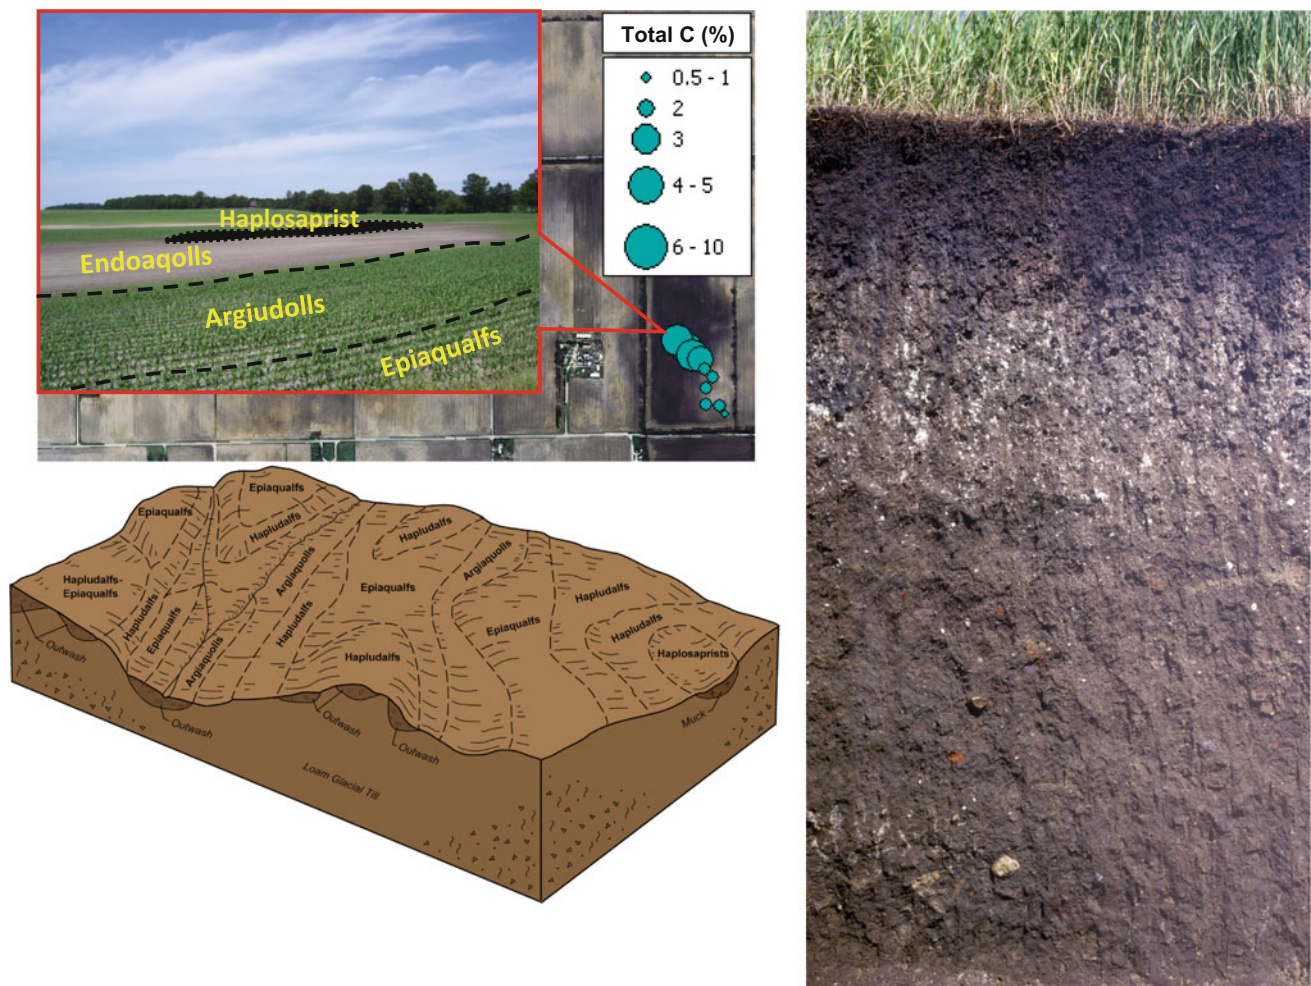 Total C (%)
0.5 - 1
2
3
4 - 5
6 - 10
Haplosaprist
Endoaqolls
Argiudolls
Epiaqualfs
Epiaqualfs
Epiaqualfs
Hapludalfs
Hapludalfs
Argiaquolls
Argiaquolls
Hapludalfs-
Epiaqualfs
Hapludalfs
Epiaqualfs
Argiaquolls
Hapludalfs
Epiaqualfs
Hapludalfs
Epiaqualfs
Hapludalfs
Hapludalfs
Haplosaprists
Outwash
Outwash
Outwash
Outwash
Muck
Loam Glacial Till